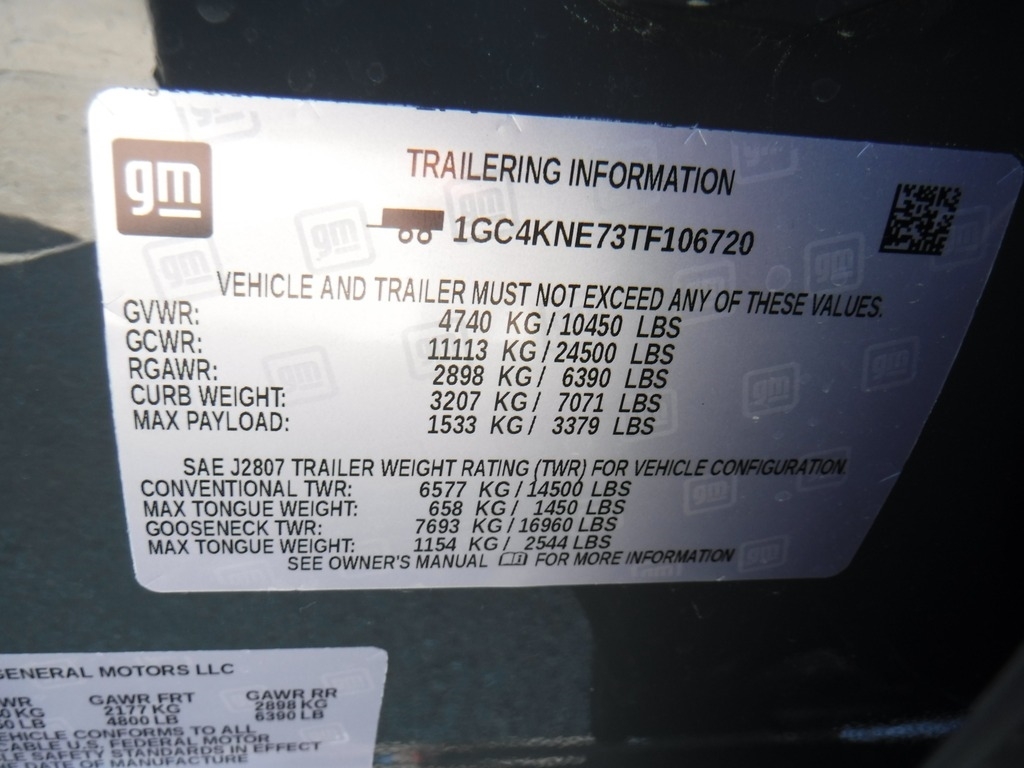 gm
TRAILERING INFORMATION
1GC4KNE73TF106720
VEHICLE AND TRAILER MUST NOT EXCEED ANY OF THESE VALUES.
GVWR: 4740 KG/10450 LBS
GCWR: 11113 KG/24500 LBS
RGAWR: 2898 KG/ 6390 LBS
CURB WEIGHT: 3207 KG/ 7071 LBS
MAX PAYLOAD: 1533 KG/ 3379 LBS
SAE J2807 TRAILER WEIGHT RATING (TWR) FOR VEHICLE CONFIGURATION.
CONVENTIONAL TWR: 6577 KG/14500 LBS
MAX TONGUE WEIGHT: 658 KG/ 1450 LBS
GOOSENECK TWR: 7693 KG/16960 LBS
MAX TONGUE WEIGHT: 1154 KG/ 2544 LBS
SEE OWNER'S MANUAL FOR MORE INFORMATION
GENERAL MOTORS LLC
GAWR FRT GAWR RR
2177 KG 2898 KG
4800 LB 6390 LB
VEHICLE CONFORMS TO ALL
U.S. FEDERAL MOTOR
SAFETY STANDARDS IN EFFECT
DATE OF MANUFACTURE